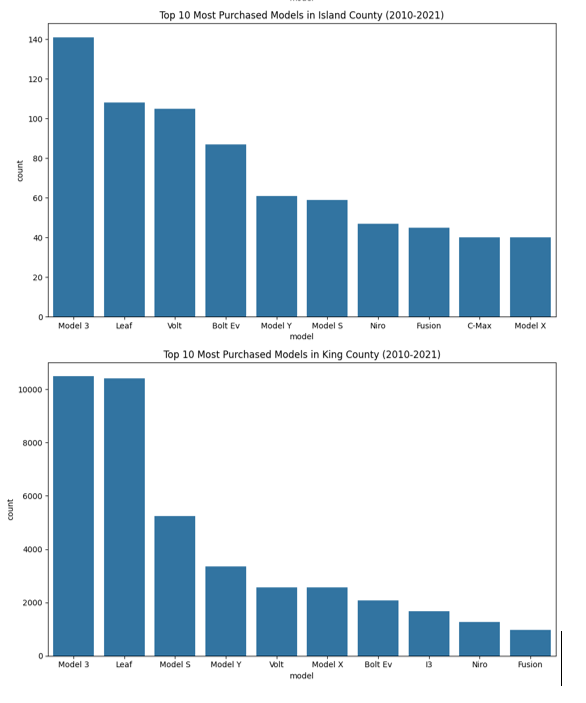 Top 10 Most Purchased Models in Island County (2010-2021)
140
120
100
80
60
40
20
0
count
Model 3 Leaf Volt Bolt Ev Model Y Model S Niro Fusion C-Max Model X
model
Top 10 Most Purchased Models in King County (2010-2021)
10000
8000
6000
4000
2000
0
count
Model 3 Leaf Model S Model Y Volt Model X Bolt Ev I3 Niro Fusion
model